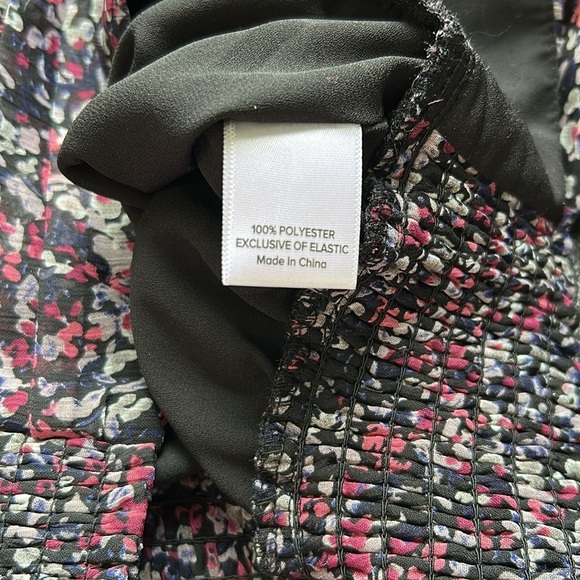 100% POLYESTER
EXCLUSIVE OF ELASTIC
Made In China